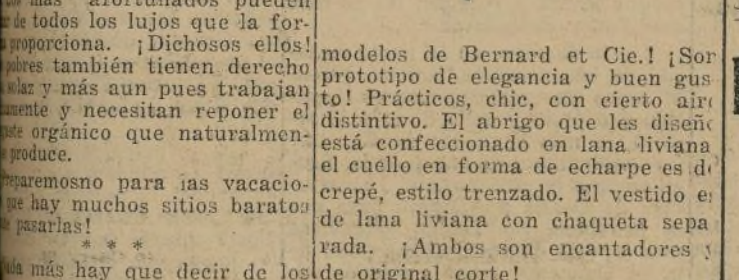 más afortunados pueden
de todos los lujos que la for-
proporciona. ¡Dichosos ellos!
pobres también tienen derecho
solaz y más aun pues trabajan
y necesitan reponer el
orgánico que naturalmen-
produce.
para ias vacacio-
que hay muchos sitios baratos
pasarlas!
* * *
más hay que decir de los
modelos de Bernard et Cie.! ¡Son
prototipo de elegancia y buen gus
to! Prácticos, chic, con cierto aire
distintivo. El abrigo que les diseño
está confeccionado en lana liviana
el cuello en forma de echarpe es de
crepé, estilo trenzado. El vestido es
de lana liviana con chaqueta sepa
rada. ¡Ambos son encantadores y
de original corte!